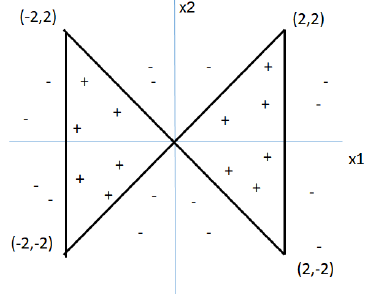 x2
(-2,2)
(2,2)
- - - -
- + + -
- + + + -
+
x1
+ + +
- + + + -
- - -
- -
(-2,-2)
-
(2,-2)